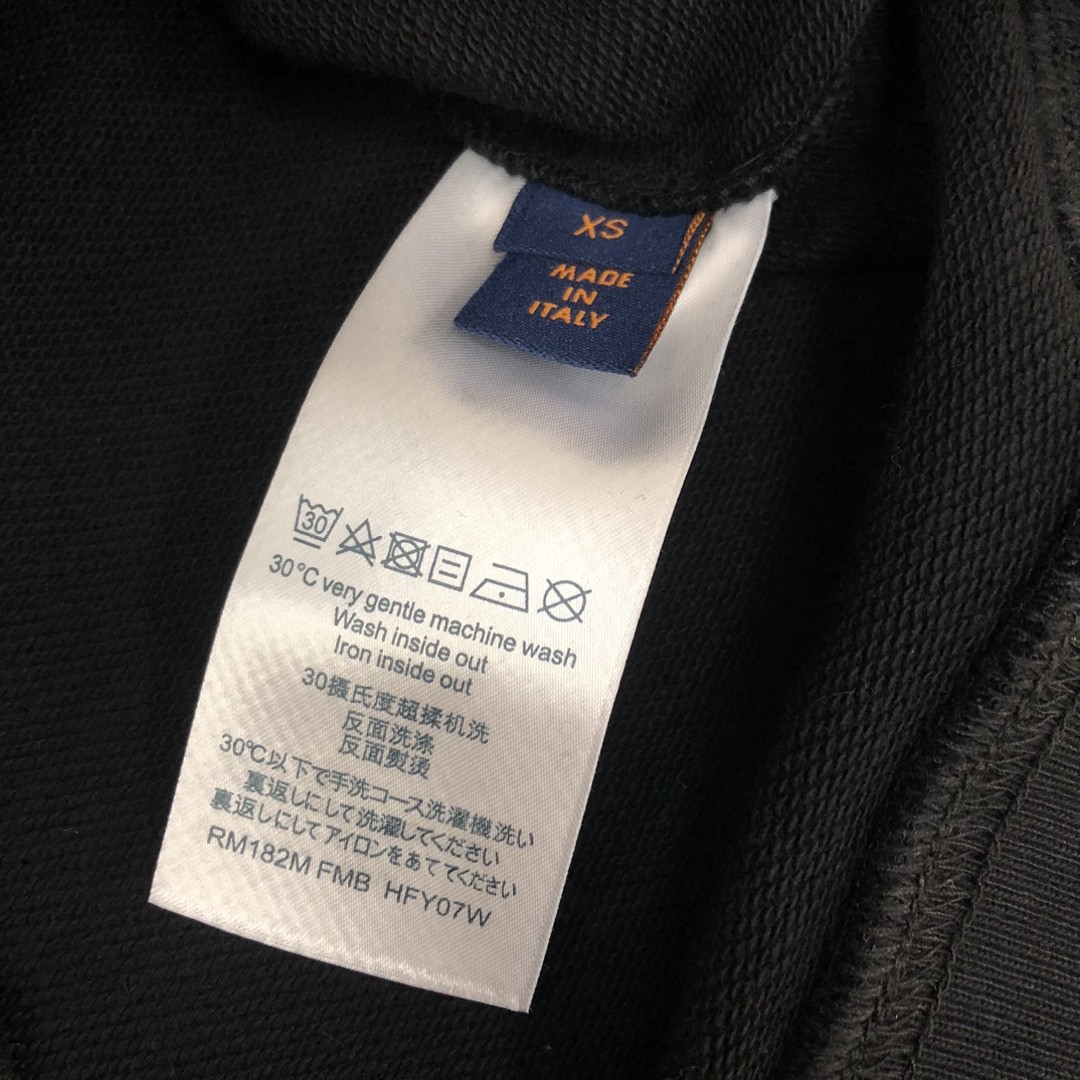 XS
MADE
IN
ITALY
30
30°C very gentle machine wash
Wash inside out
Iron inside out
30摄氏度超揉机洗
反面洗涤
反面熨烫
30℃以下で手洗コース洗濯機洗い
裏返しにして洗濯してください
裏返しにしてアイロンをあててください
RM182M FMB HFY07W